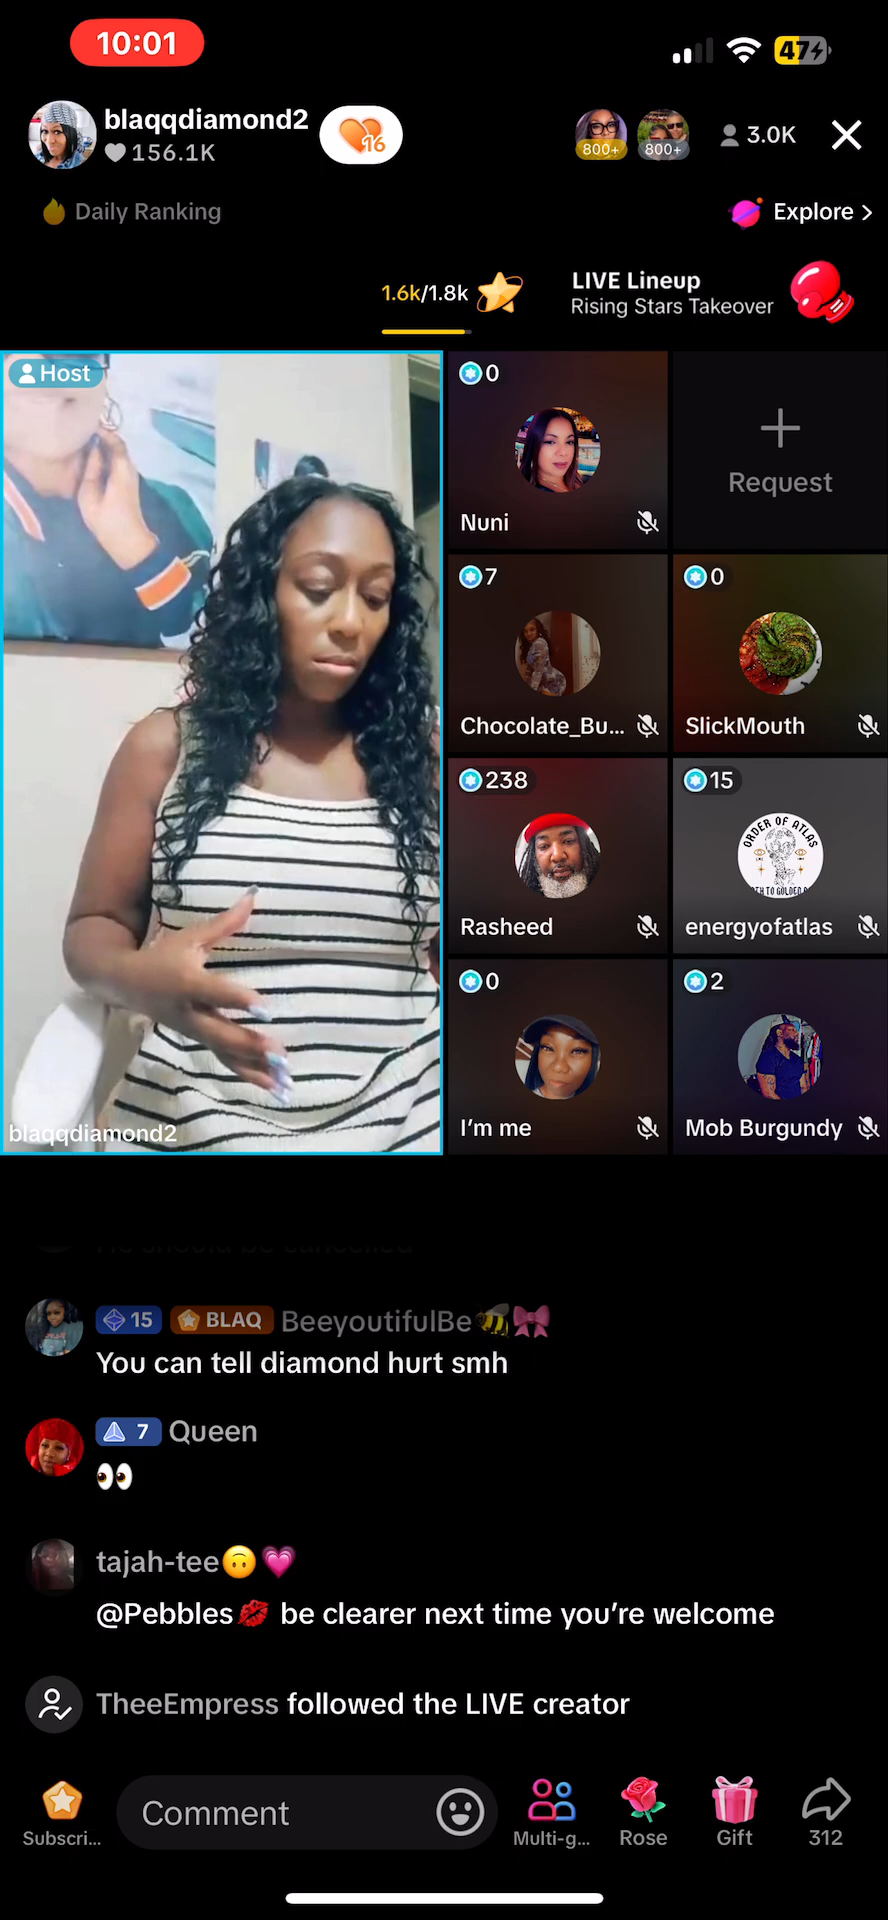 10:01
47
blaqqdiamond2
156.1K
16
800+
800+
3.0K
Daily Ranking
Explore >
1.6k/1.8k
LIVE Lineup
Rising Stars Takeover
Host
0
Nuni
Request
7
Chocolate_Bu...
0
SlickMouth
238
Rasheed
15
ORDER OF ATLAS
energyofatlas
0
I'm me
2
Mob Burgundy
blaqqdiamond2
15 BLAQ BeeyoutifulBe🐝🎀
You can tell diamond hurt smh
7 Queen
👀
tajah-tee🙃💗
@Pebbles💋 be clearer next time you’re welcome
TheeEmpress followed the LIVE creator
Subscri...
Comment
Multi-g...
Rose
Gift
312